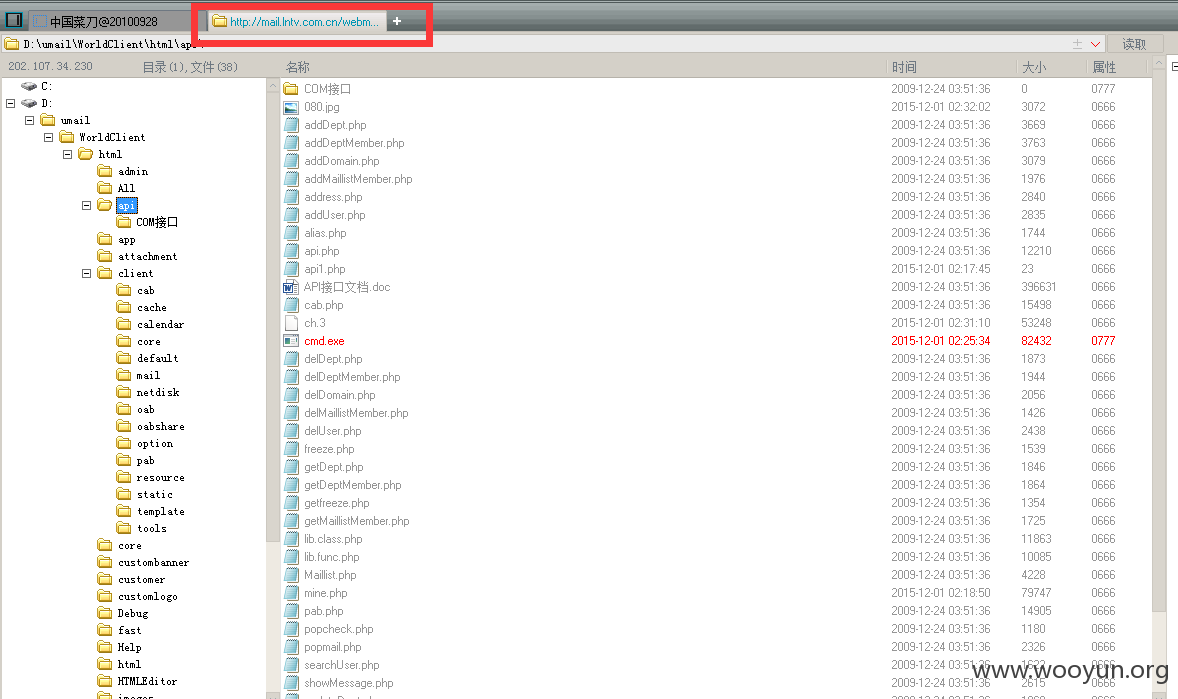 中国菜刀@20100928
http://mail.lntv.com.cn/webm...
+
D:\umail\WorldClient\html\api\
读取
202.107.34.230 目录(1),文件(38) 名称 时间 大小 属性
C:
D:
umail
WorldClient
html
admin
All
api
COM接口
app
attachment
client
cab
cache
calendar
core
default
mail
netdisk
oab
oabshare
option
pab
resource
static
template
tools
core
custombanner
customer
customlogo
Debug
fast
Help
html
HTMLEditor
images
COM接口 2009-12-24 03:51:36 0 0777
080.jpg 2015-12-01 02:32:02 3072 0666
addDept.php 2009-12-24 03:51:36 3669 0666
addDeptMember.php 2009-12-24 03:51:36 3763 0666
addDomain.php 2009-12-24 03:51:36 3079 0666
addMaillistMember.php 2009-12-24 03:51:36 1976 0666
address.php 2009-12-24 03:51:36 2840 0666
addUser.php 2009-12-24 03:51:36 2835 0666
alias.php 2009-12-24 03:51:36 1744 0666
api.php 2009-12-24 03:51:36 12210 0666
api1.php 2015-12-01 02:17:45 23 0666
API接口文档.doc 2009-12-24 03:51:36 396631 0666
cab.php 2009-12-24 03:51:36 15498 0666
ch.3 2015-12-01 02:31:10 53248 0666
cmd.exe 2015-12-01 02:25:34 82432 0777
delDept.php 2009-12-24 03:51:36 1873 0666
delDeptMember.php 2009-12-24 03:51:36 1944 0666
delDomain.php 2009-12-24 03:51:36 2056 0666
delMaillistMember.php 2009-12-24 03:51:36 1426 0666
delUser.php 2009-12-24 03:51:36 2438 0666
freeze.php 2009-12-24 03:51:36 1539 0666
getDept.php 2009-12-24 03:51:36 1846 0666
getDeptMember.php 2009-12-24 03:51:36 1864 0666
getfreeze.php 2009-12-24 03:51:36 1354 0666
getMaillistMember.php 2009-12-24 03:51:36 1725 0666
lib.class.php 2009-12-24 03:51:36 11863 0666
lib.func.php 2009-12-24 03:51:36 10085 0666
Maillist.php 2009-12-24 03:51:36 4228 0666
mine.php 2015-12-01 02:18:50 79747 0666
pab.php 2009-12-24 03:51:36 14905 0666
popcheck.php 2009-12-24 03:51:36 1180 0666
popmail.php 2009-12-24 03:51:36 2326 0666
searchUser.php 2009-12-24 03:51:36 1622 0666
showMessage.php 2009-12-24 03:51:36 2615 0666
www.wooyun.org